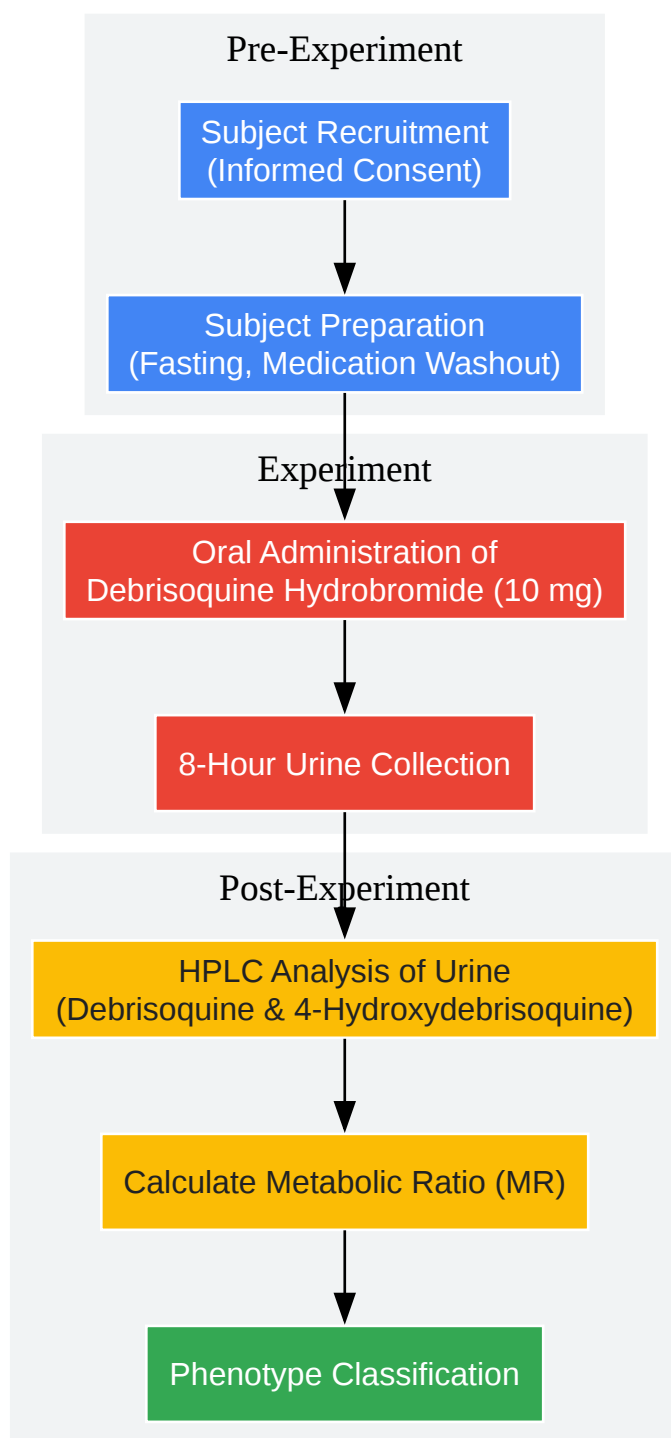 Pre-Experiment
Subject Recruitment
(Informed Consent)
Subject Preparation
(Fasting, Medication Washout)
Experiment
Oral Administration of
Debrisoquine Hydrobromide (10 mg)
8-Hour Urine Collection
Post-Experiment
HPLC Analysis of Urine
(Debrisoquine & 4-Hydroxydebrisoquine)
Calculate Metabolic Ratio (MR)
Phenotype Classification